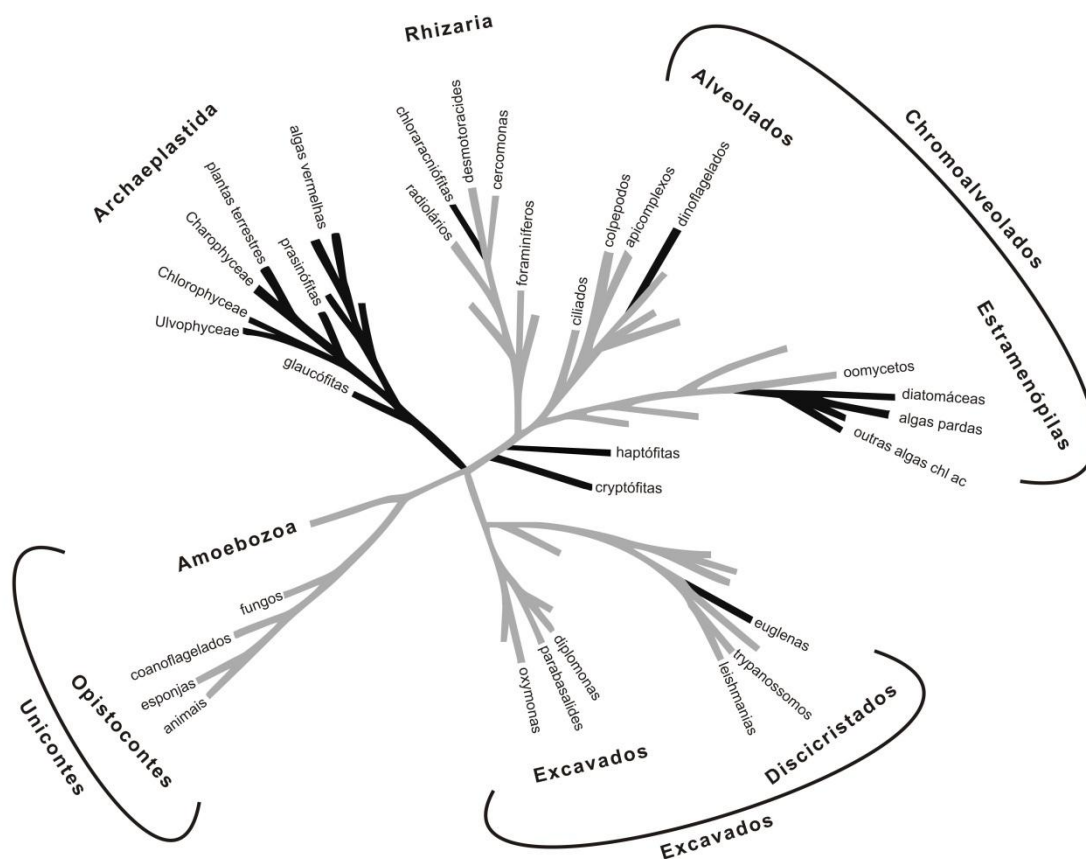 Rhizaria
Alveolados
Chromoalveolados
Archaeplastida
algas vermelhas
plantas terrestres
prasinófitas
Charophyceae
Chlorophyceae
Ulvophyceae
glaucófitas
radiolários
chloraracniófitas
desmotoracides
cercomonas
foraminíferos
ciliados
colpepodos
apicomplexos
dinoflagelados
Estramenópilas
oomycetos
diatomáceas
algas pardas
outras algas chl ac
haptófitas
cryptófitas
Amoebozoa
fungos
coanoflagelados
esponjas
animais
Opistocontes
Unicontes
euglenas
trypanossomos
leishmanias
diplomonas
parabasalides
oxymonas
Excavados
Discicristados
Excavados